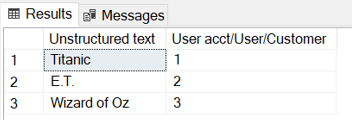 Results Messages
Unstructured text User acct/User/Customer
1 Titanic 1
2 E.T. 2
3 Wizard of Oz 3